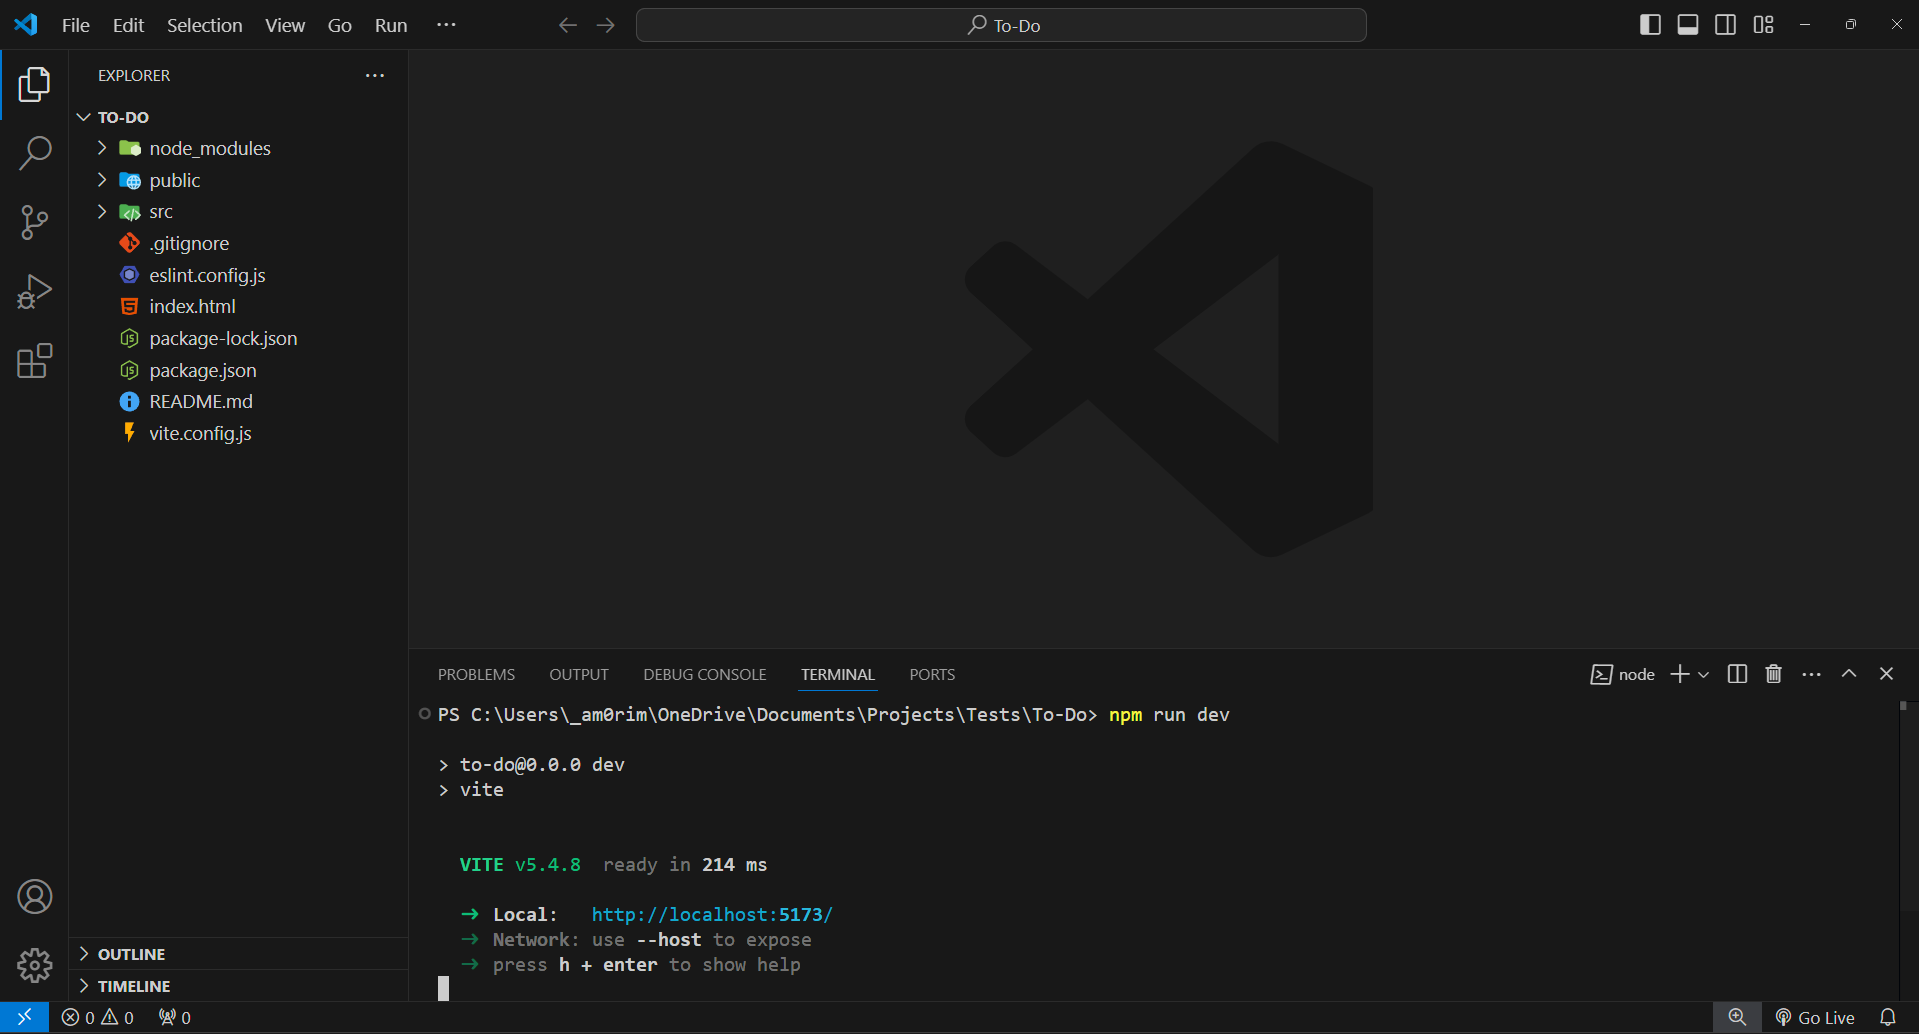 File Edit Selection View Go Run
To-Do
EXPLORER
TO-DO
node_modules
public
src
.gitignore
eslint.config.js
index.html
package-lock.json
package.json
README.md
vite.config.js
OUTLINE
TIMELINE
PROBLEMS OUTPUT DEBUG CONSOLE TERMINAL PORTS
node
PS C:\Users\_am0rim\OneDrive\Documents\Projects\Tests\To-Do> npm run dev
> to-do@0.0.0 dev
> vite
VITE v5.4.8 ready in 214 ms
➜ Local: http://localhost:5173/
➜ Network: use --host to expose
➜ press h + enter to show help
0 0 0
Go Live